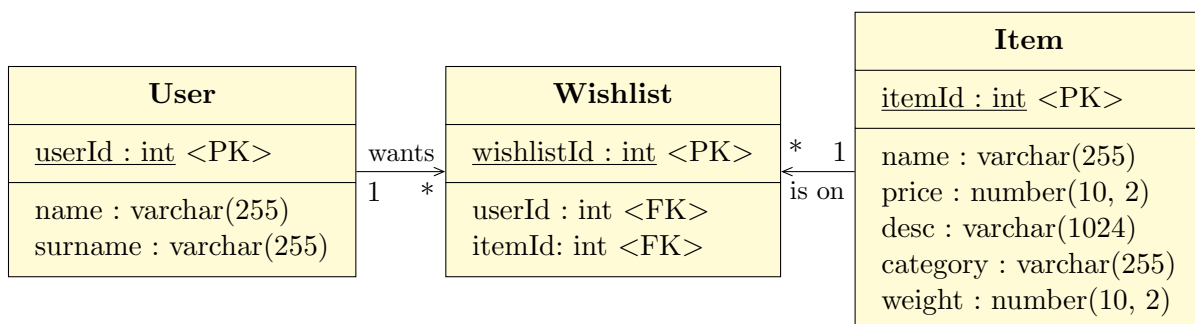 User
userId : int <PK>
name : varchar(255)
surname : varchar(255)
wants
1 *
Wishlist
wishlistId : int <PK>
userId : int <FK>
itemId: int <FK>
* 1
is on
Item
itemId : int <PK>
name : varchar(255)
price : number(10, 2)
desc : varchar(1024)
category : varchar(255)
weight : number(10, 2)